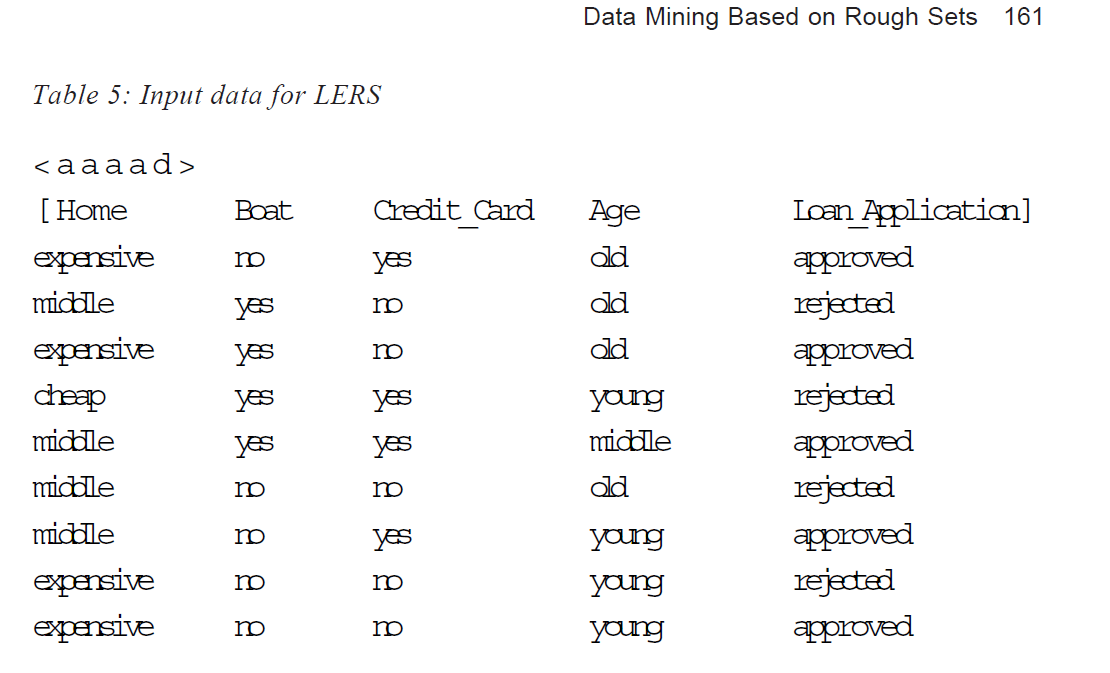 Data Mining Based on Rough Sets 161
Table 5: Input data for LERS
< a a a a d >
[ Home Boat Credit_Card Age Loan_Application]
expensive no yes old approved
middle yes no old rejected
expensive yes no old approved
cheap yes yes young rejected
middle yes yes middle approved
middle no no old rejected
middle no yes young approved
expensive no no young rejected
expensive no no young approved